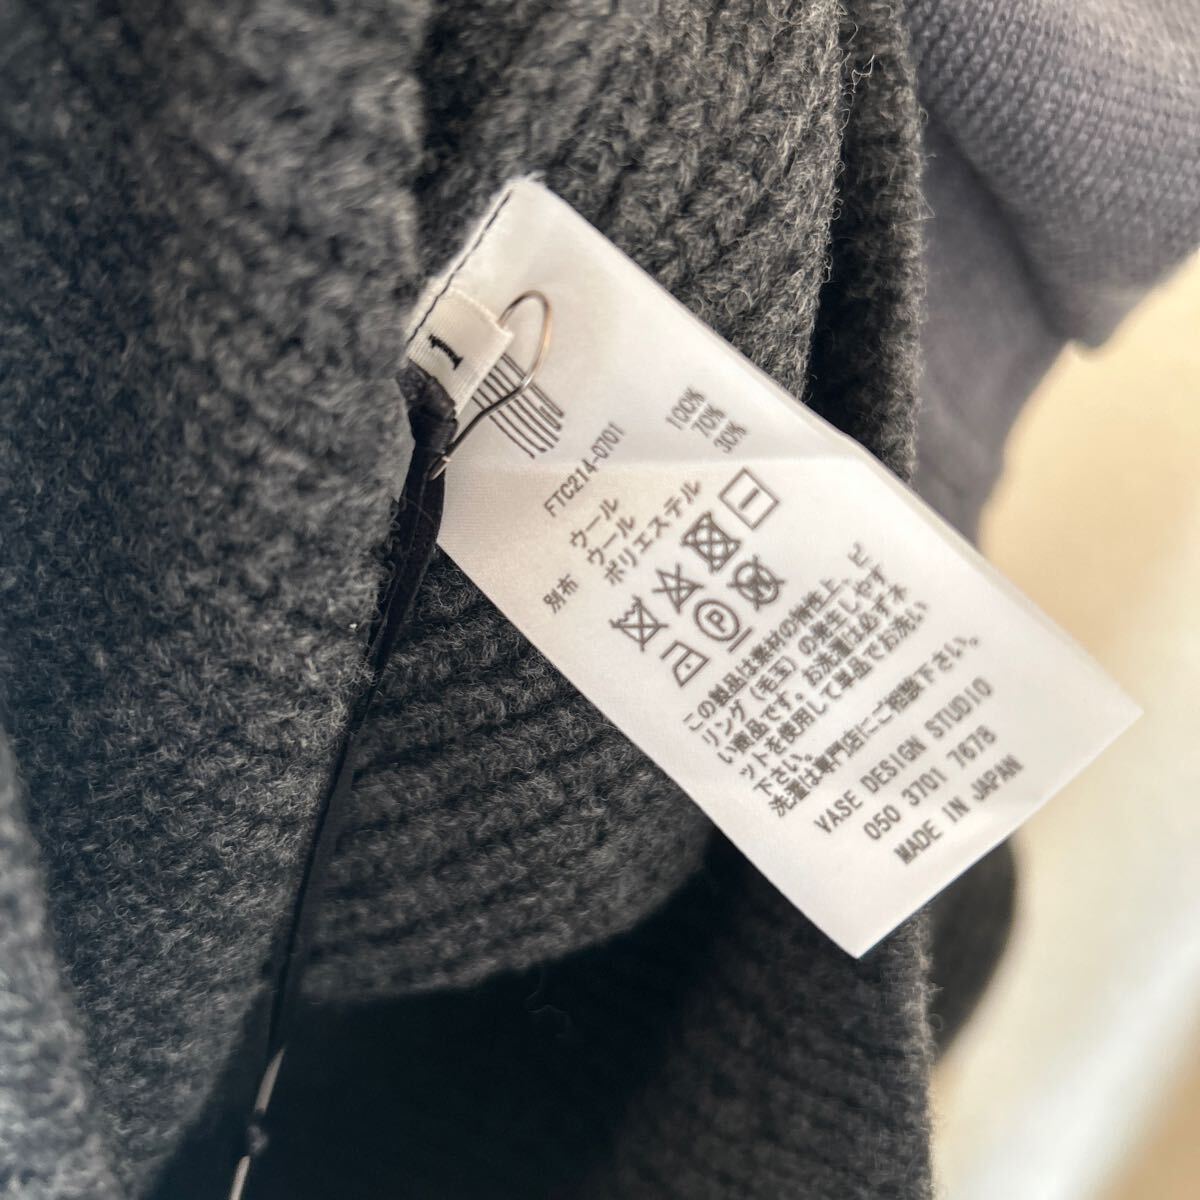 1
FTC214-0701
ウール 100%
別布 ウール 70%
ポリエステル 30%
P
この製品は素材の特性上、ピ
リング(毛玉)の発生しやす
い製品です。お洗濯は必ずネ
ットを使用して単品でお洗い
下さい。
洗濯は専門店にご相談下さい。
VASE DESIGN STUDIO
050 3701 7678
MADE IN JAPAN